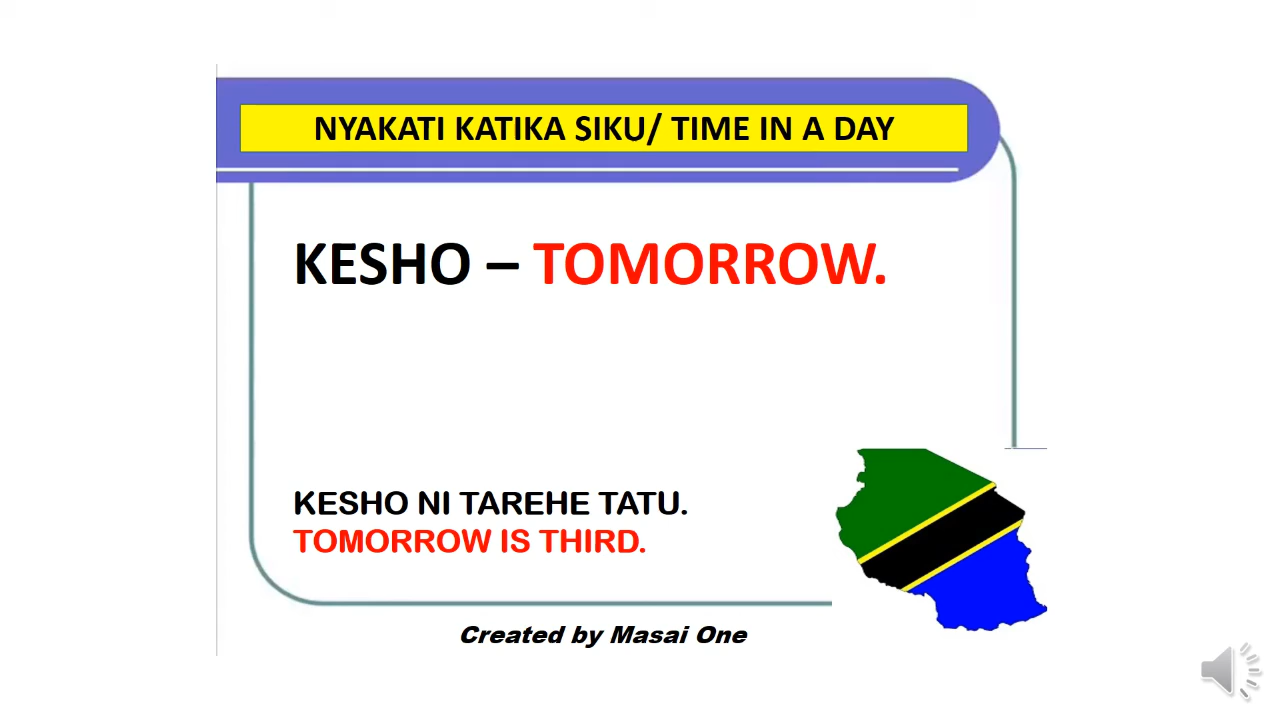 NYAKATI KATIKA SIKU/ TIME IN A DAY
KESHO – TOMORROW.
KESHO NI TAREHE TATU.
TOMORROW IS THIRD.
Created by Masai One